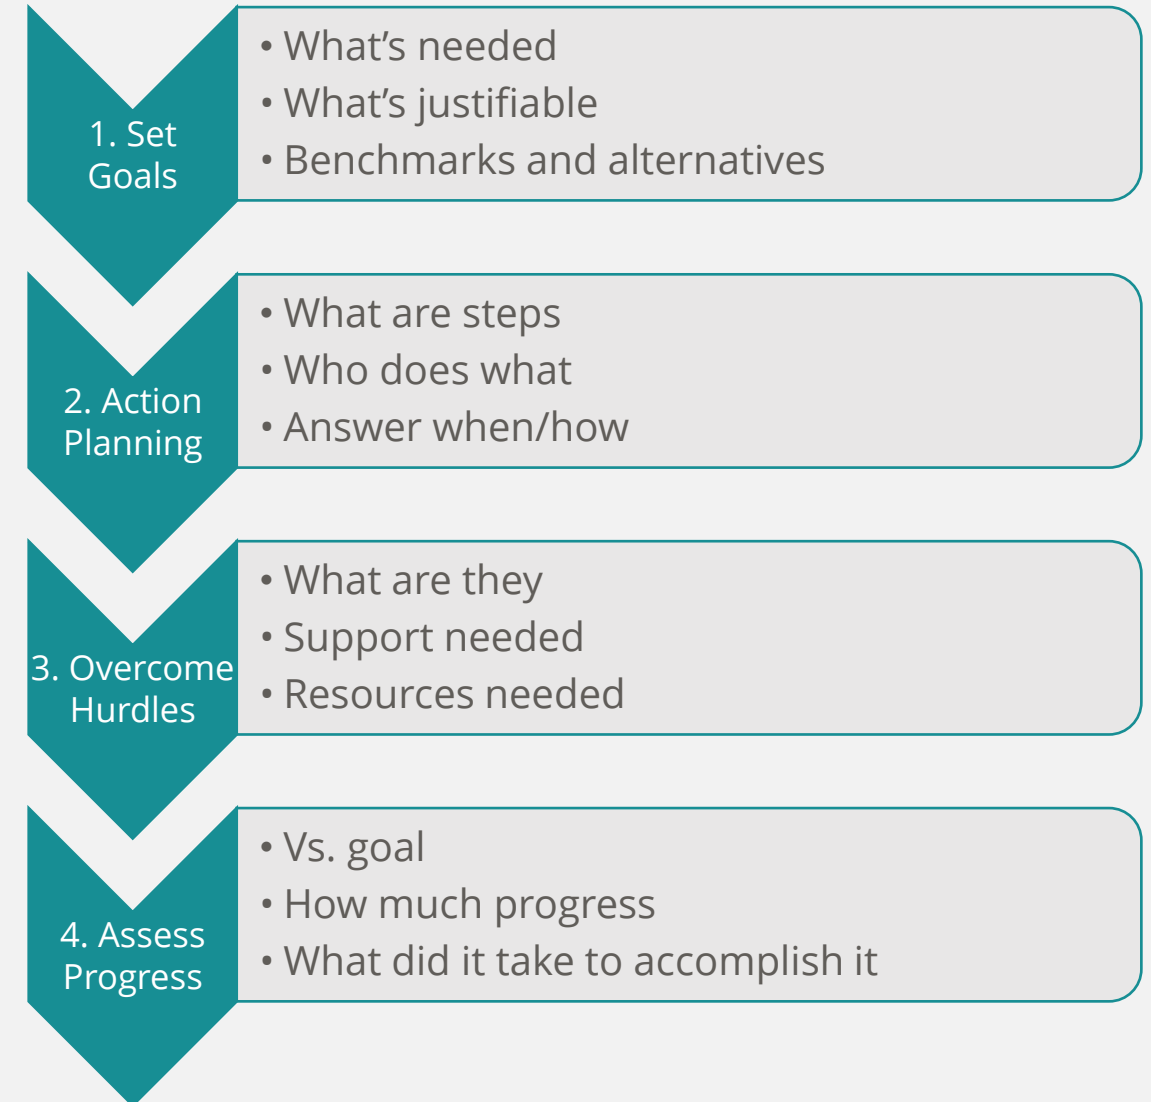 1. Set
Goals
• What’s needed
• What’s justifiable
• Benchmarks and alternatives
2. Action
Planning
• What are steps
• Who does what
• Answer when/how
3. Overcome
Hurdles
• What are they
• Support needed
• Resources needed
4. Assess
Progress
• Vs. goal
• How much progress
• What did it take to accomplish it